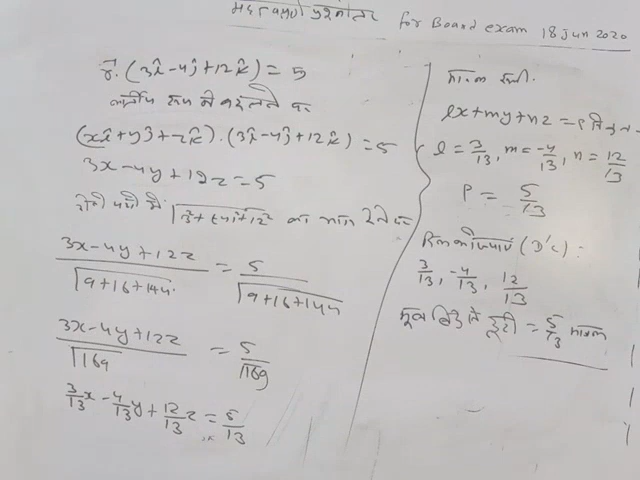 महत्वपूर्ण प्रश्नोत्तर for Board exam 18 Jun 2020
r⃗.(3î-4ĵ+12k̂)=5
कार्तीय रूप में बदलने पर
(xî+yĵ+zk̂).(3î-4ĵ+12k̂)=5
3x-4y+12z=5
दोनों पक्षों में √3²+(-4)²+12² का भाग देने पर
3x-4y+12z/√9+16+144 = 5/√9+16+144
3x-4y+12z/√169 = 5/√169
3/13x-4/13y+12/13z=5/13
lx+my+nz=p
l=3/13, m=-4/13, n=12/13
P=5/13
दिक्कोज्यायें (D'c):
3/13, -4/13, 12/13
मूल बिंदु से दूरी = 5/13 मात्रक